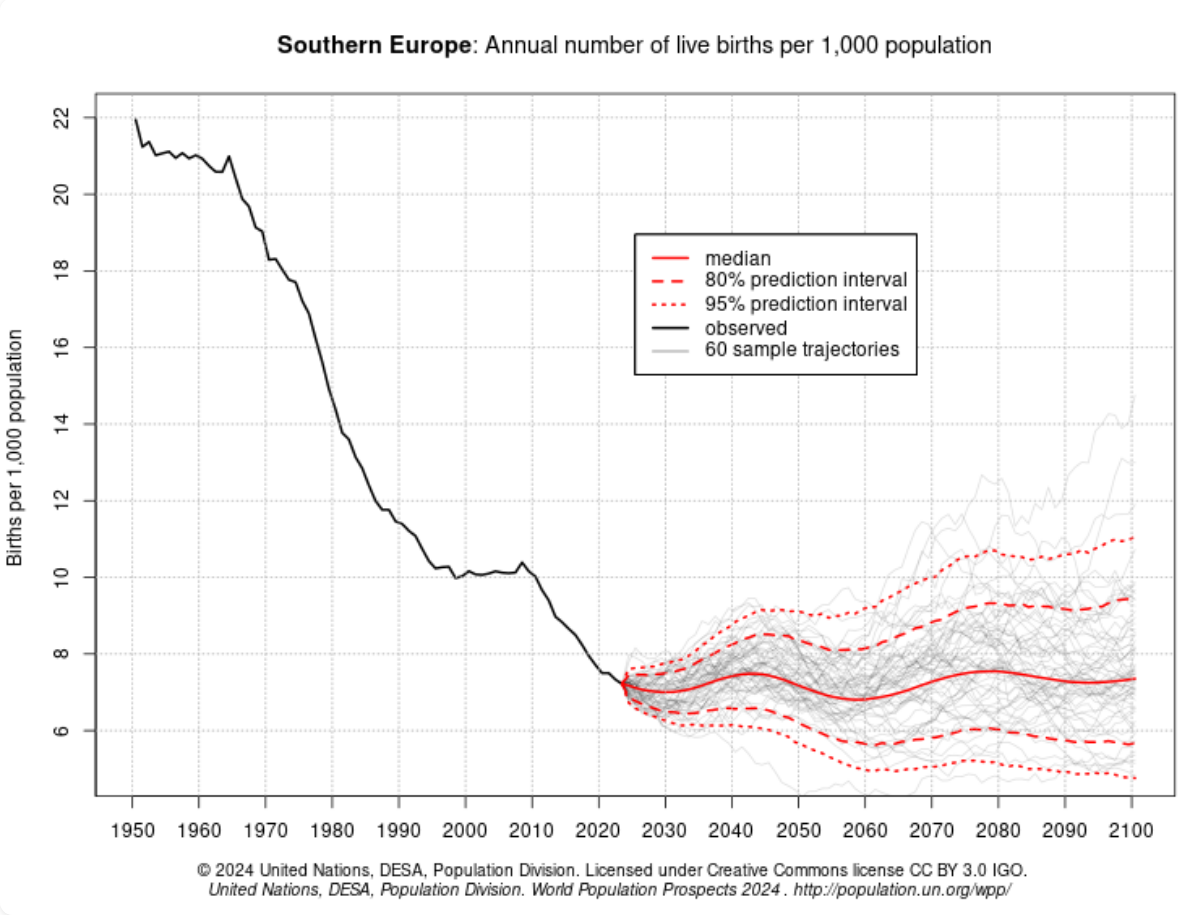 Southern Europe: Annual number of live births per 1,000 population
Births per 1,000 population
22
20
18
16
14
12
10
8
6
median
80% prediction interval
95% prediction interval
observed
60 sample trajectories
1950 1960 1970 1980 1990 2000 2010 2020 2030 2040 2050 2060 2070 2080 2090 2100
© 2024 United Nations, DESA, Population Division. Licensed under Creative Commons license CC BY 3.0 IGO.
United Nations, DESA, Population Division. World Population Prospects 2024 . http://population.un.org/wpp/